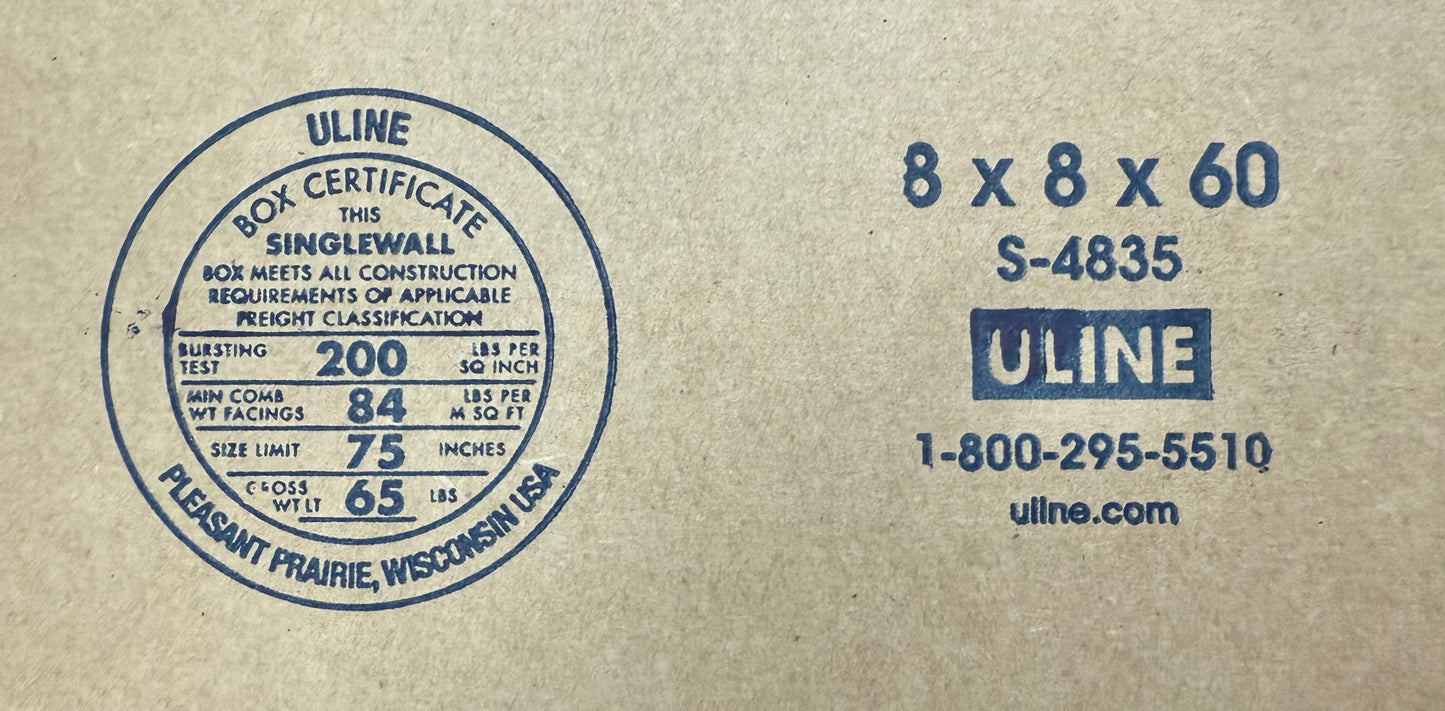 ULINE
BOX CERTIFICATE
THIS
SINGLEWALL
BOX MEETS ALL CONSTRUCTION
REQUIREMENTS OF APPLICABLE
FREIGHT CLASSIFICATION
BURSTING TEST 200 LBS PER SQ INCH
MIN COMB WT FACINGS 84 LBS PER M SQ FT
SIZE LIMIT 75 INCHES
GROSS WT LT 65 LBS
PLEASANT PRAIRIE, WISCONSIN USA
8 x 8 x 60
S-4835
ULINE
1-800-295-5510
uline.com